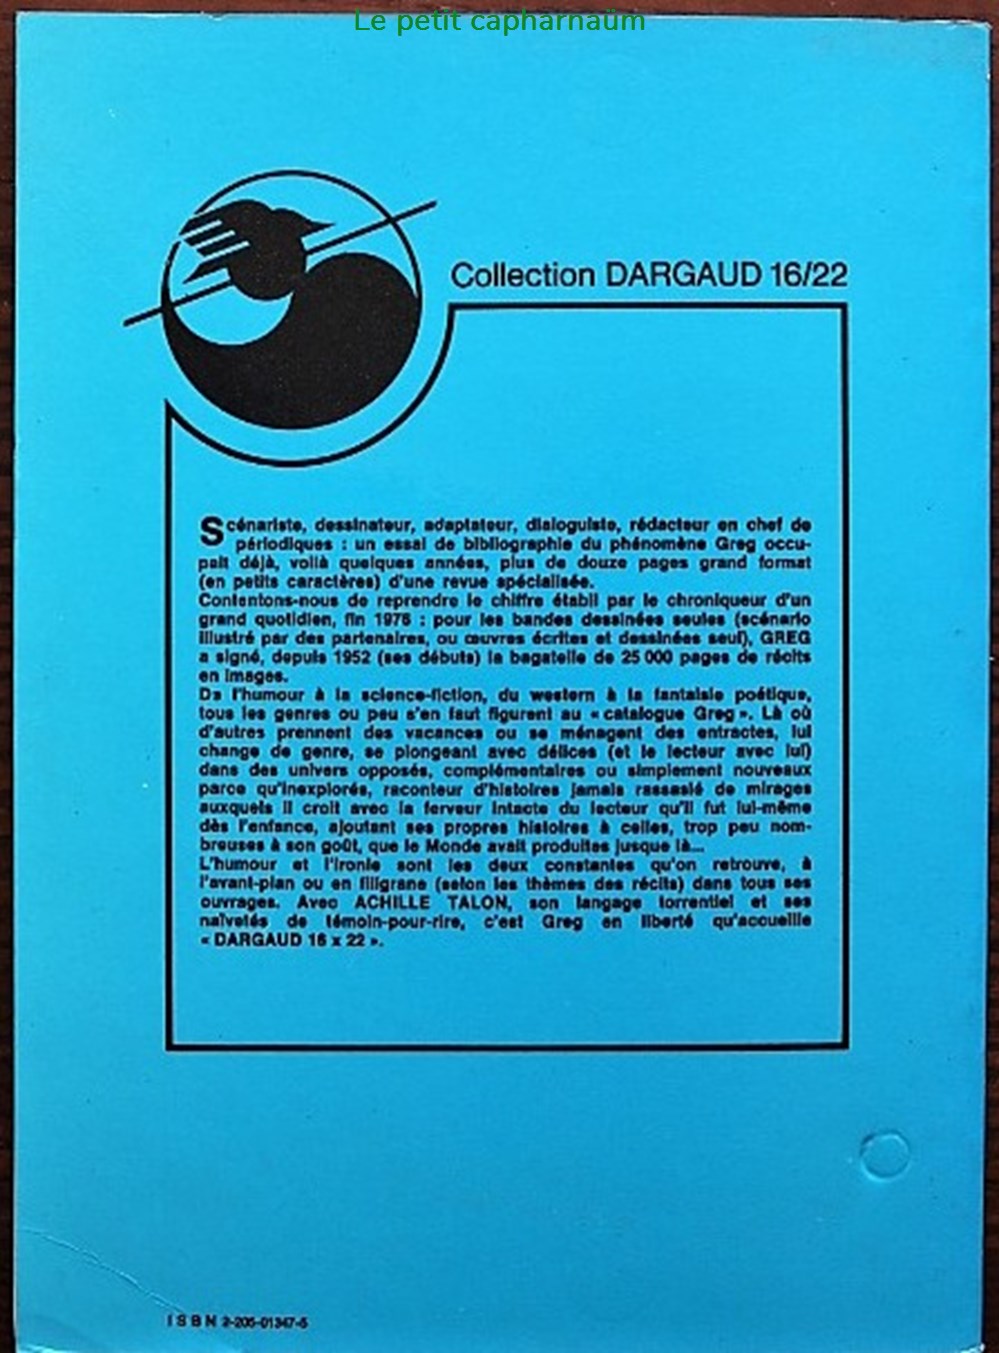 Le petit capharnaüm
Collection DARGAUD 16/22
Scénariste, dessinateur, adaptateur, dialoguiste, rédacteur en chef de
périodiques : un essai de bibliographie du phénomène Greg occu-
pait déjà, voilà quelques années, plus de douze pages grand format
(en petits caractères) d'une revue spécialisée.
Contentons-nous de reprendre le chiffre établi par le chroniqueur d'un
grand quotidien, fin 1976 : pour les bandes dessinées seules (scénario
illustré par des partenaires, ou œuvres écrites et dessinées seul), GREG
a signé, depuis 1952 (ses débuts) la bagatelle de 25 000 pages de récits
en images.
De l'humour à la science-fiction, du western à la fantaisie poétique,
tous les genres ou peu s'en faut figurent au « catalogue Greg ». Là où
d'autres prennent des vacances ou se ménagent des entractes, lui
change de genre, se plongeant avec délices (et le lecteur avec lui)
dans des univers opposés, complémentaires ou simplement nouveaux
parce qu'inexplorés, raconteur d'histoires jamais rassasié de mirages
auxquels il croit avec la ferveur intacte du lecteur qu'il fut lui-même
dès l'enfance, ajoutant ses propres histoires à celles, trop peu nom-
breuses à son goût, que le Monde avait produites jusque là...
L'humour et l'ironie sont les deux constantes qu'on retrouve, à
l'avant-plan ou en filigrane (selon les thèmes des récits) dans tous ses
ouvrages. Avec ACHILLE TALON, son langage torrentiel et ses
naïvetés de témoin-pour-rire, c'est Greg en liberté qu'accueille
« DARGAUD 16 x 22 ».
ISBN 2-205-01347-5